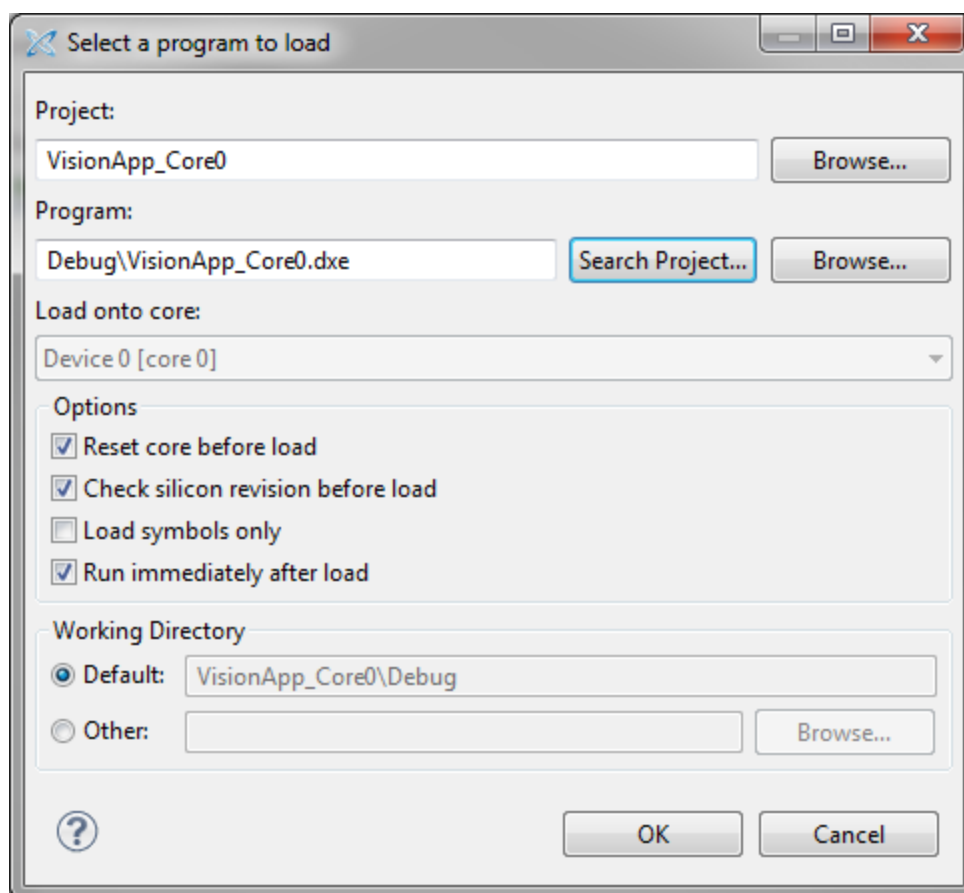 Select a program to load
Project:
VisionApp_Core0
Browse...
Program:
Debug\VisionApp_Core0.dxe
Search Project...
Browse...
Load onto core:
Device 0 [core 0]
Options
Reset core before load
Check silicon revision before load
Load symbols only
Run immediately after load
Working Directory
Default:
VisionApp_Core0\Debug
Other:
Browse...
?
OK
Cancel